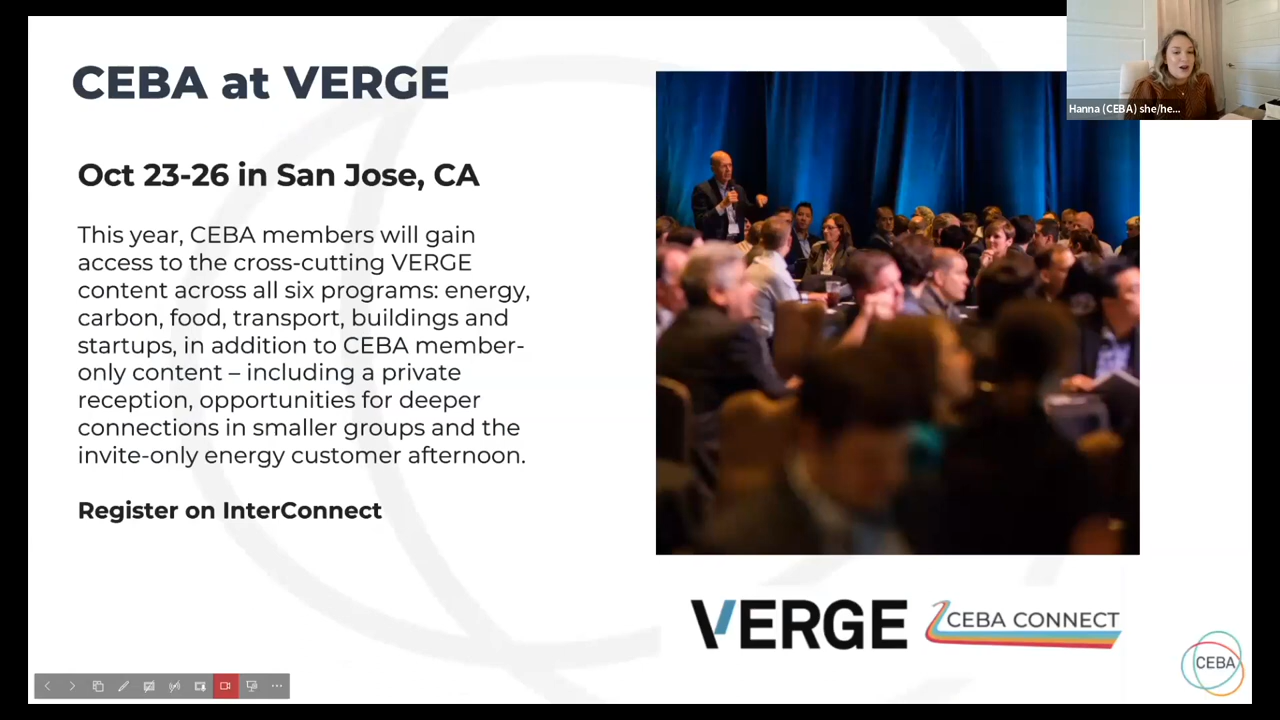 CEBA at VERGE
Hanna (CEBA) she/he...
Oct 23-26 in San Jose, CA
This year, CEBA members will gain
access to the cross-cutting VERGE
content across all six programs: energy,
carbon, food, transport, buildings and
startups, in addition to CEBA member-
only content – including a private
reception, opportunities for deeper
connections in smaller groups and the
invite-only energy customer afternoon.
Register on InterConnect
VERGE
CEBA CONNECT
CEBA